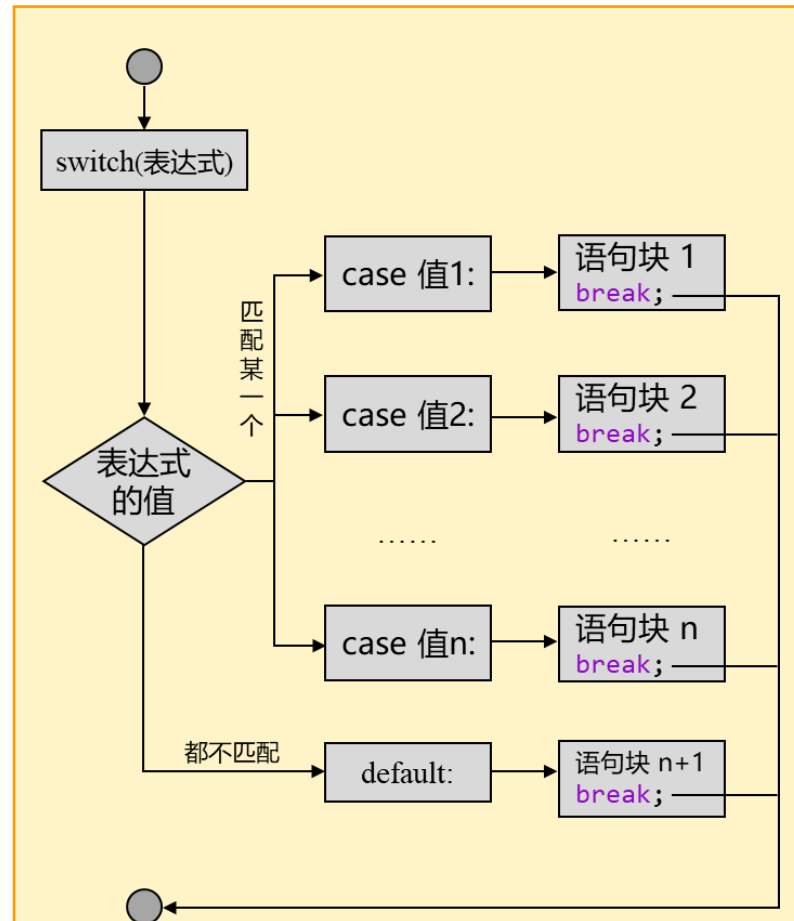 switch(表达式)
匹配某一个
case 值1:
语句块 1
break;
case 值2:
语句块 2
break;
表达式
的值
......
......
case 值n:
语句块 n
break;
都不匹配
default:
语句块 n+1
break;